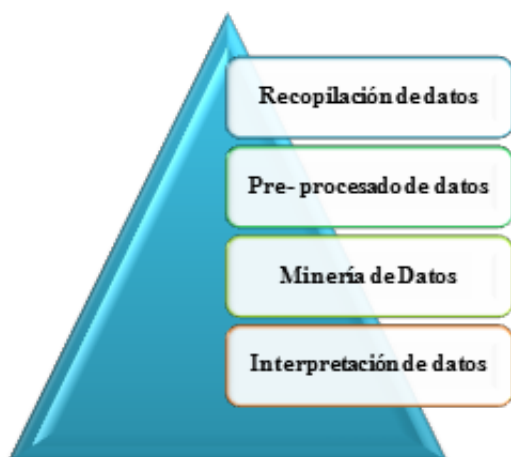 Recopilación de datos
Pre- procesado de datos
Minería de Datos
Interpretación de datos